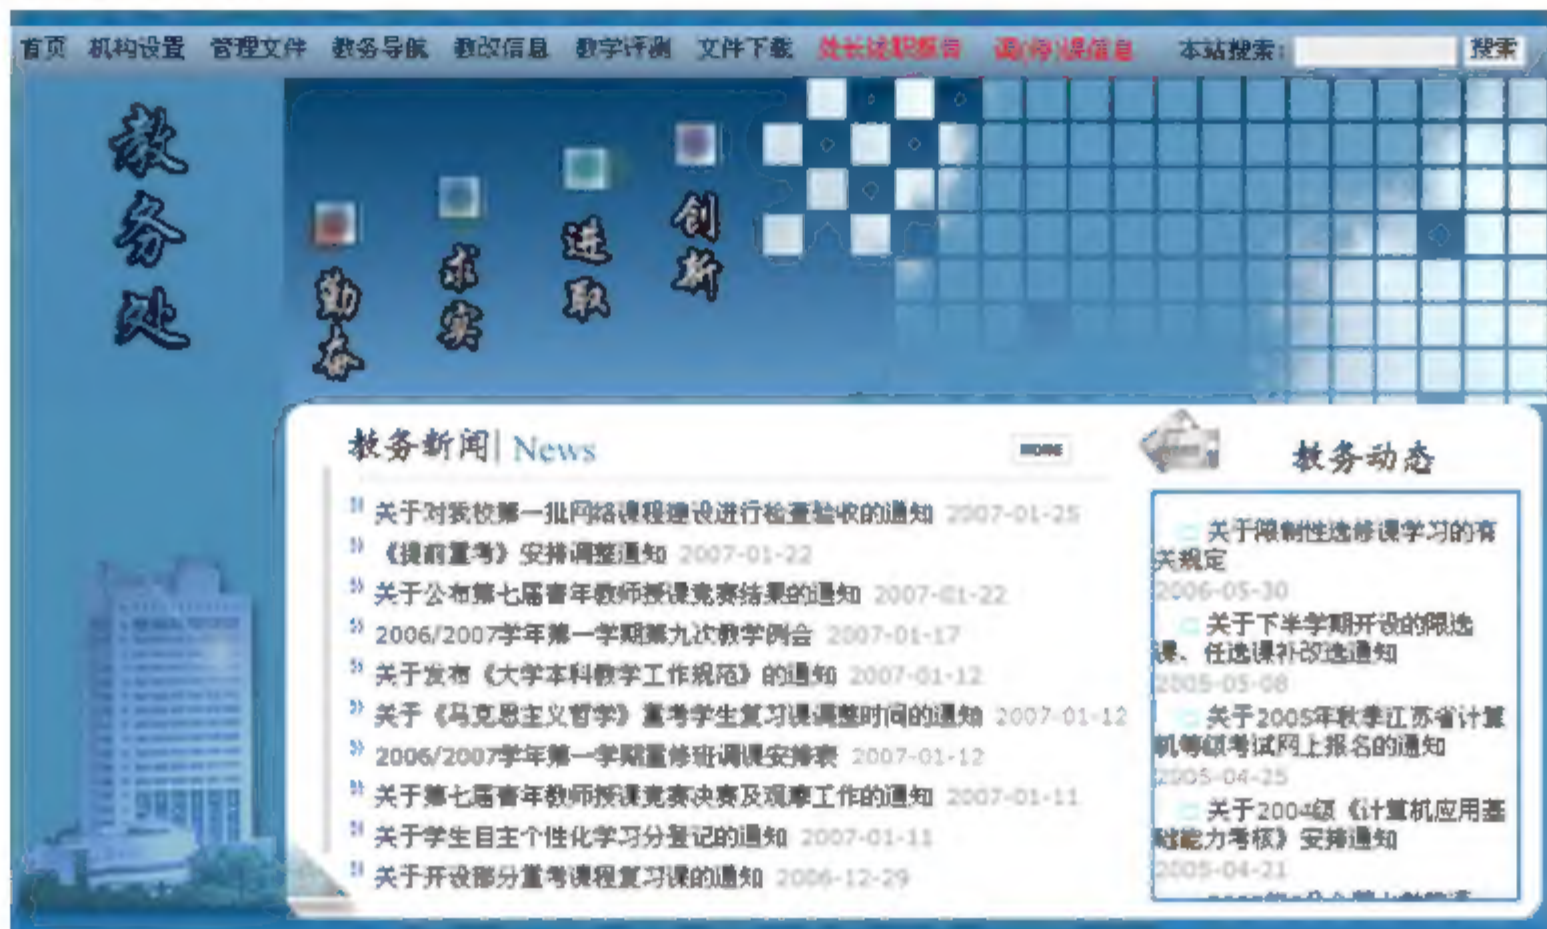 首页 机构设置 管理文件 教务导航 教改信息 教学评测 文件下载 处长述职报告 调(停)课信息 本站搜索: 搜索
教务处
勤奋
求实
进取
创新
教务新闻| News MORE
关于对我校第一批网络课程建设进行检查验收的通知 2007-01-25
《提前重考》安排调整通知 2007-01-22
关于公布第七届青年教师授课竞赛结果的通知 2007-01-22
2006/2007学年第一学期第九次教学例会 2007-01-17
关于发布《大学本科教学工作规范》的通知 2007-01-12
关于《马克思主义哲学》重考学生复习课调整时间的通知 2007-01-12
2006/2007学年第一学期重修班调课安排表 2007-01-12
关于第七届青年教师授课竞赛决赛及观摩工作的通知 2007-01-11
关于学生自主个性化学习分登记的通知 2007-01-11
关于开设部分重考课程复习课的通知 2006-12-29
教务动态
关于限制性选修课学习的有
关规定
2006-05-30
关于下半学期开设的限选
课、任选课补改选通知
2005-05-08
关于2005年秋季江苏省计算
机等级考试网上报名的通知
2005-04-25
关于2004级《计算机应用基
础能力考核》安排通知
2005-04-21